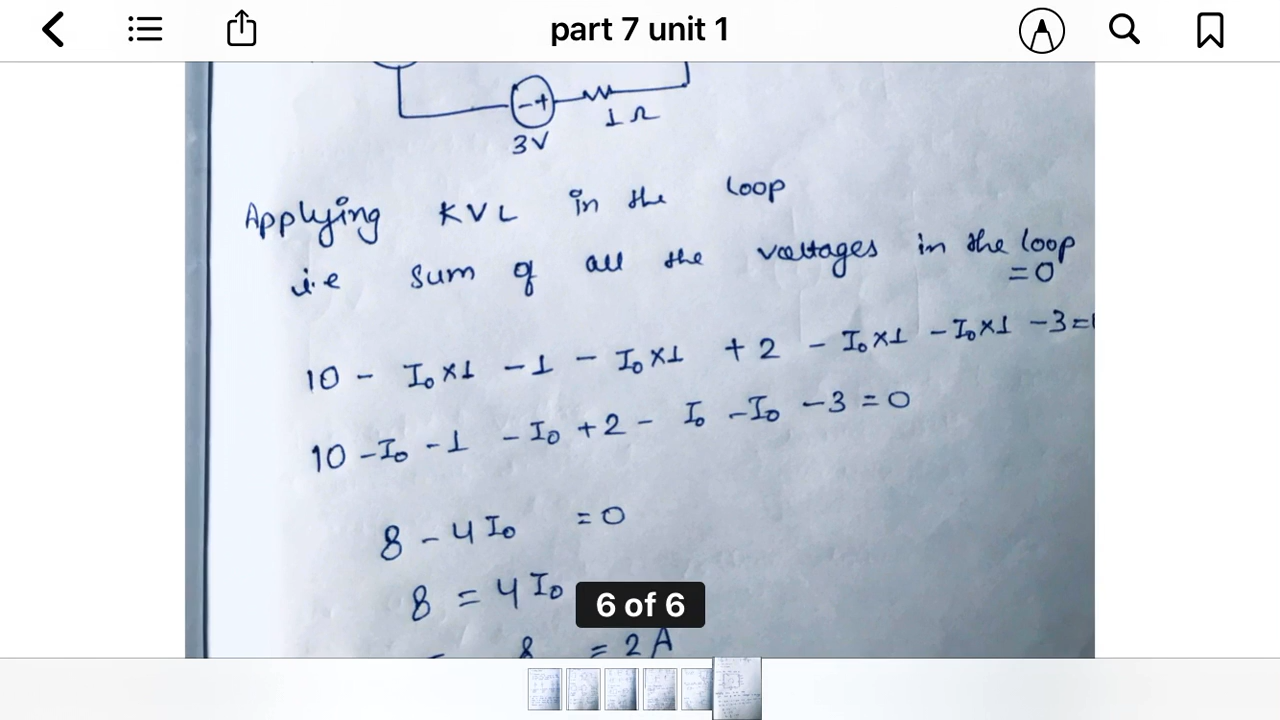 part 7 unit 1
-+
1Ω
3V
Applying KVL in the loop
i.e sum of all the voltages in the loop
= 0
10 - I₀×1 - 1 - I₀×1 + 2 - I₀×1 - I₀×1 - 3 =
10 - I₀ - 1 - I₀ + 2 - I₀ - I₀ - 3 = 0
8 - 4I₀ = 0
8 = 4I₀
6 of 6
8 = 2A